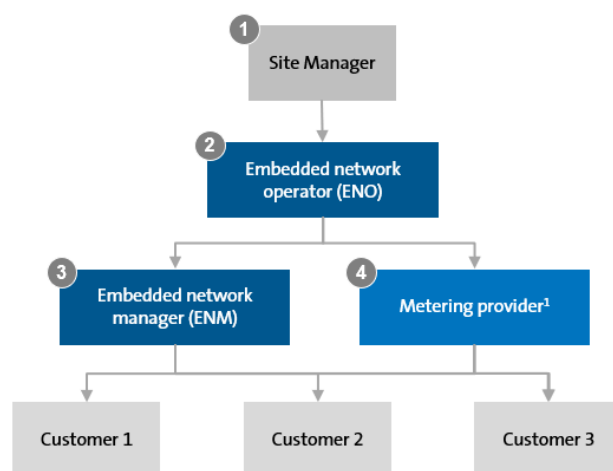 1
Site Manager
2
Embedded network
operator (ENO)
3
Embedded network
manager (ENM)
4
Metering provider¹
Customer 1
Customer 2
Customer 3